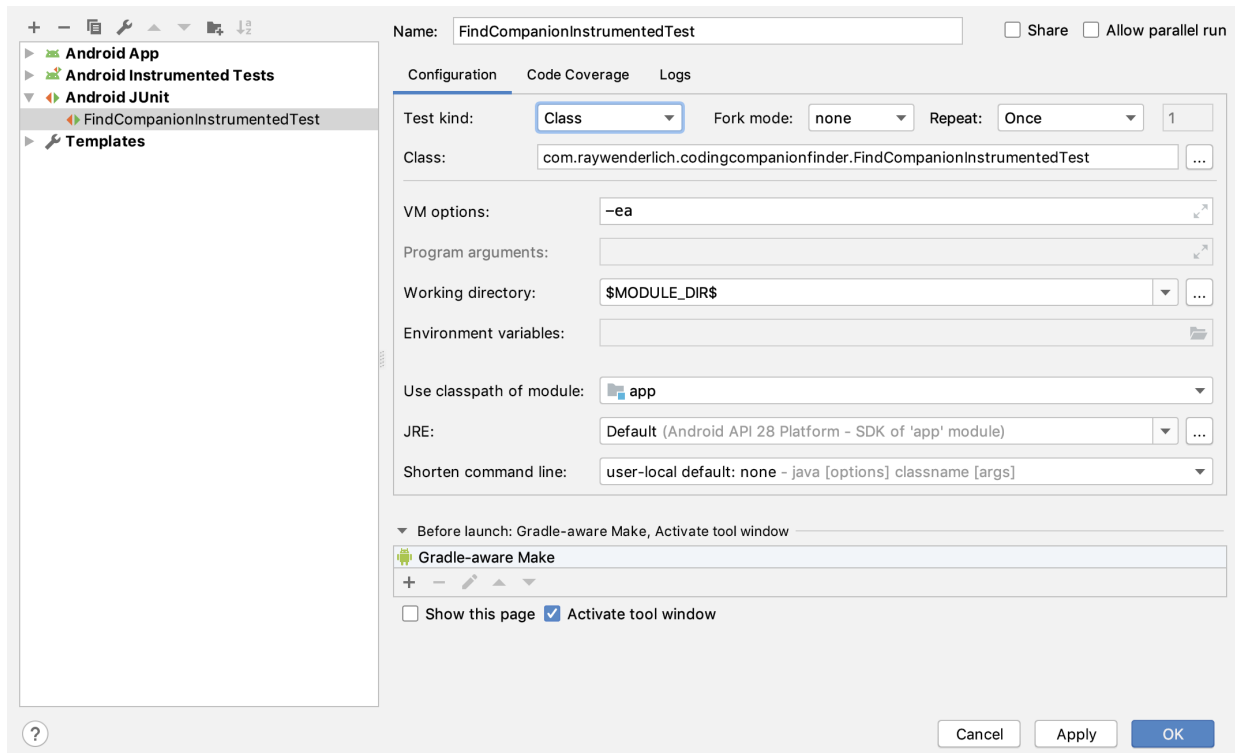 Name: FindCompanionInstrumentedTest Share Allow parallel run
Android App
Android Instrumented Tests
Android JUnit
FindCompanionInstrumentedTest
Templates
Configuration Code Coverage Logs
Test kind: Class Fork mode: none Repeat: Once 1
Class: com.raywenderlich.codingcompanionfinder.FindCompanionInstrumentedTest ...
VM options: -ea
Program arguments:
Working directory: $MODULE_DIR$ ...
Environment variables:
Use classpath of module: app
JRE: Default (Android API 28 Platform - SDK of 'app' module) ...
Shorten command line: user-local default: none - java [options] classname [args]
Before launch: Gradle-aware Make, Activate tool window
Gradle-aware Make
Show this page Activate tool window
? Cancel Apply OK